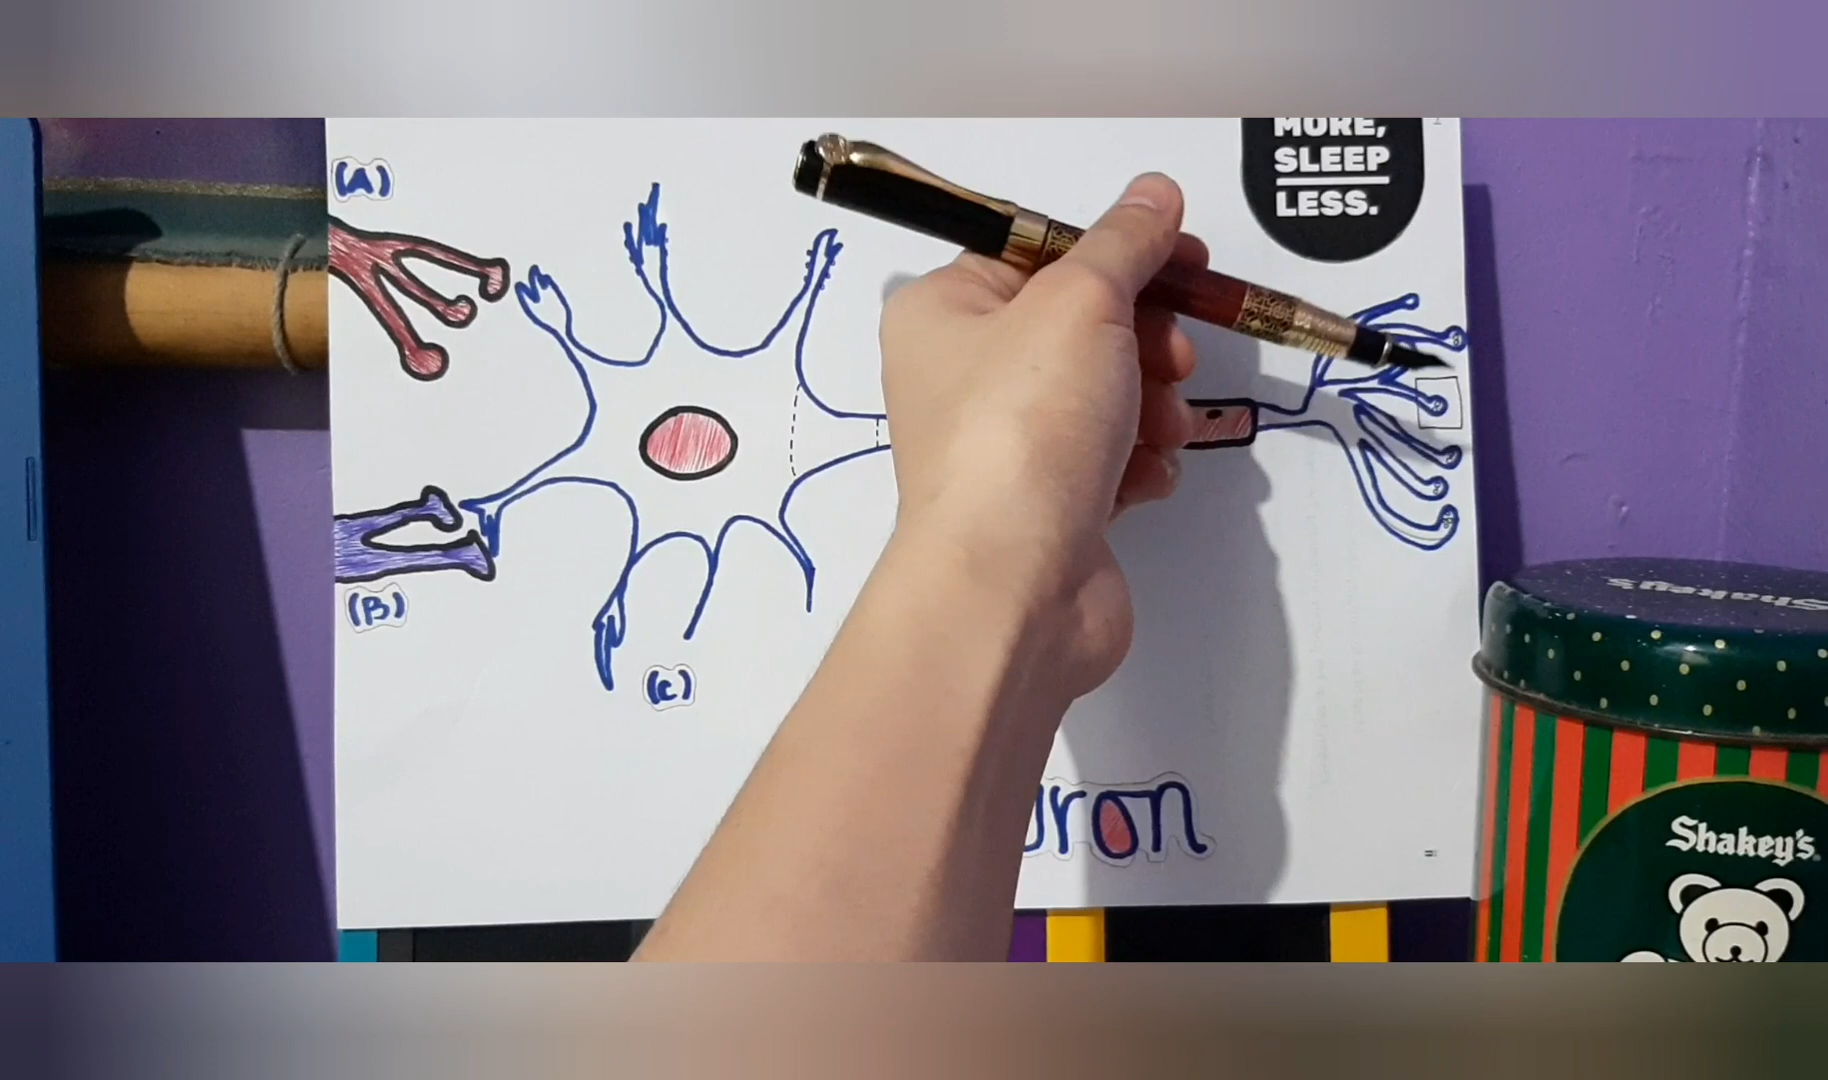 MORE,
SLEEP
LESS.
(A)
(B)
(C)
uron
Shakey's
Shakey's